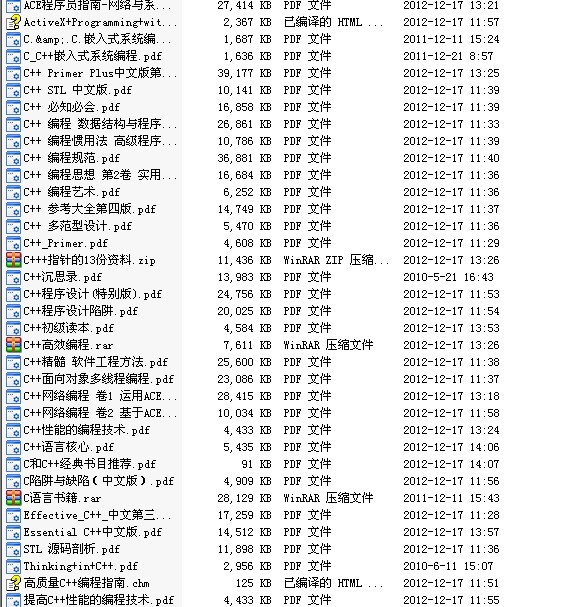 ACE程序员指南-网络与系... 27,414 KB PDF 文件 2012-12-17 13:21
ActiveX+Programming+wit... 2,367 KB 已编译的 HTML ... 2012-12-17 11:57
C.&amp;.C.嵌入式系统编... 1,687 KB PDF 文件 2011-12-11 15:24
C_C++嵌入式系统编程.pdf 1,636 KB PDF 文件 2011-12-21 8:57
C++ Primer Plus中文版第... 39,177 KB PDF 文件 2012-12-17 13:25
C++ STL 中文版.pdf 10,141 KB PDF 文件 2012-12-17 11:39
C++ 必知必会.pdf 16,858 KB PDF 文件 2012-12-17 11:39
C++ 编程 数据结构与程序... 26,861 KB PDF 文件 2012-12-17 11:33
C++ 编程惯用法 高级程序... 10,786 KB PDF 文件 2012-12-17 11:39
C++ 编程规范.pdf 36,881 KB PDF 文件 2012-12-17 11:40
C++ 编程思想 第2卷 实用... 16,684 KB PDF 文件 2012-12-17 11:36
C++ 编程艺术.pdf 6,252 KB PDF 文件 2012-12-17 11:36
C++ 参考大全第四版.pdf 14,749 KB PDF 文件 2012-12-17 11:37
C++ 多范型设计.pdf 5,470 KB PDF 文件 2012-12-17 11:36
C++_Primer.pdf 4,608 KB PDF 文件 2012-12-17 11:29
C+++指针的13份资料.zip 11,436 KB WinRAR ZIP 压缩... 2012-12-17 13:26
C++沉思录.pdf 13,983 KB PDF 文件 2010-5-21 16:43
C++程序设计(特别版).pdf 24,756 KB PDF 文件 2012-12-17 11:53
C++程序设计陷阱.pdf 20,025 KB PDF 文件 2012-12-17 11:54
C++初级读本.pdf 4,584 KB PDF 文件 2012-12-17 13:53
C++高效编程.rar 7,611 KB WinRAR 压缩文件 2012-12-17 13:26
C++精髓 软件工程方法.pdf 25,600 KB PDF 文件 2012-12-17 11:38
C++面向对象多线程编程.pdf 23,086 KB PDF 文件 2012-12-17 11:37
C++网络编程 卷1 运用ACE... 28,415 KB PDF 文件 2012-12-17 13:18
C++网络编程 卷2 基于ACE... 10,034 KB PDF 文件 2012-12-17 11:58
C++性能的编程技术.pdf 4,433 KB PDF 文件 2012-12-17 13:24
C++语言核心.pdf 5,435 KB PDF 文件 2012-12-17 14:06
C和C++经典书目推荐.pdf 91 KB PDF 文件 2012-12-17 14:07
C陷阱与缺陷(中文版).pdf 4,909 KB PDF 文件 2012-12-17 11:56
C语言书籍.rar 28,129 KB WinRAR 压缩文件 2011-12-11 15:43
Effective_C++_中文第三... 17,259 KB PDF 文件 2012-12-17 11:28
Essential C++中文版.pdf 14,512 KB PDF 文件 2012-12-17 13:57
STL 源码剖析.pdf 11,898 KB PDF 文件 2012-12-17 11:36
Thinking+in+C++.pdf 2,956 KB PDF 文件 2010-6-11 15:07
高质量C++编程指南.chm 125 KB 已编译的 HTML ... 2012-12-17 11:51
提高C++性能的编程技术.pdf 4,433 KB PDF 文件 2012-12-17 11:55